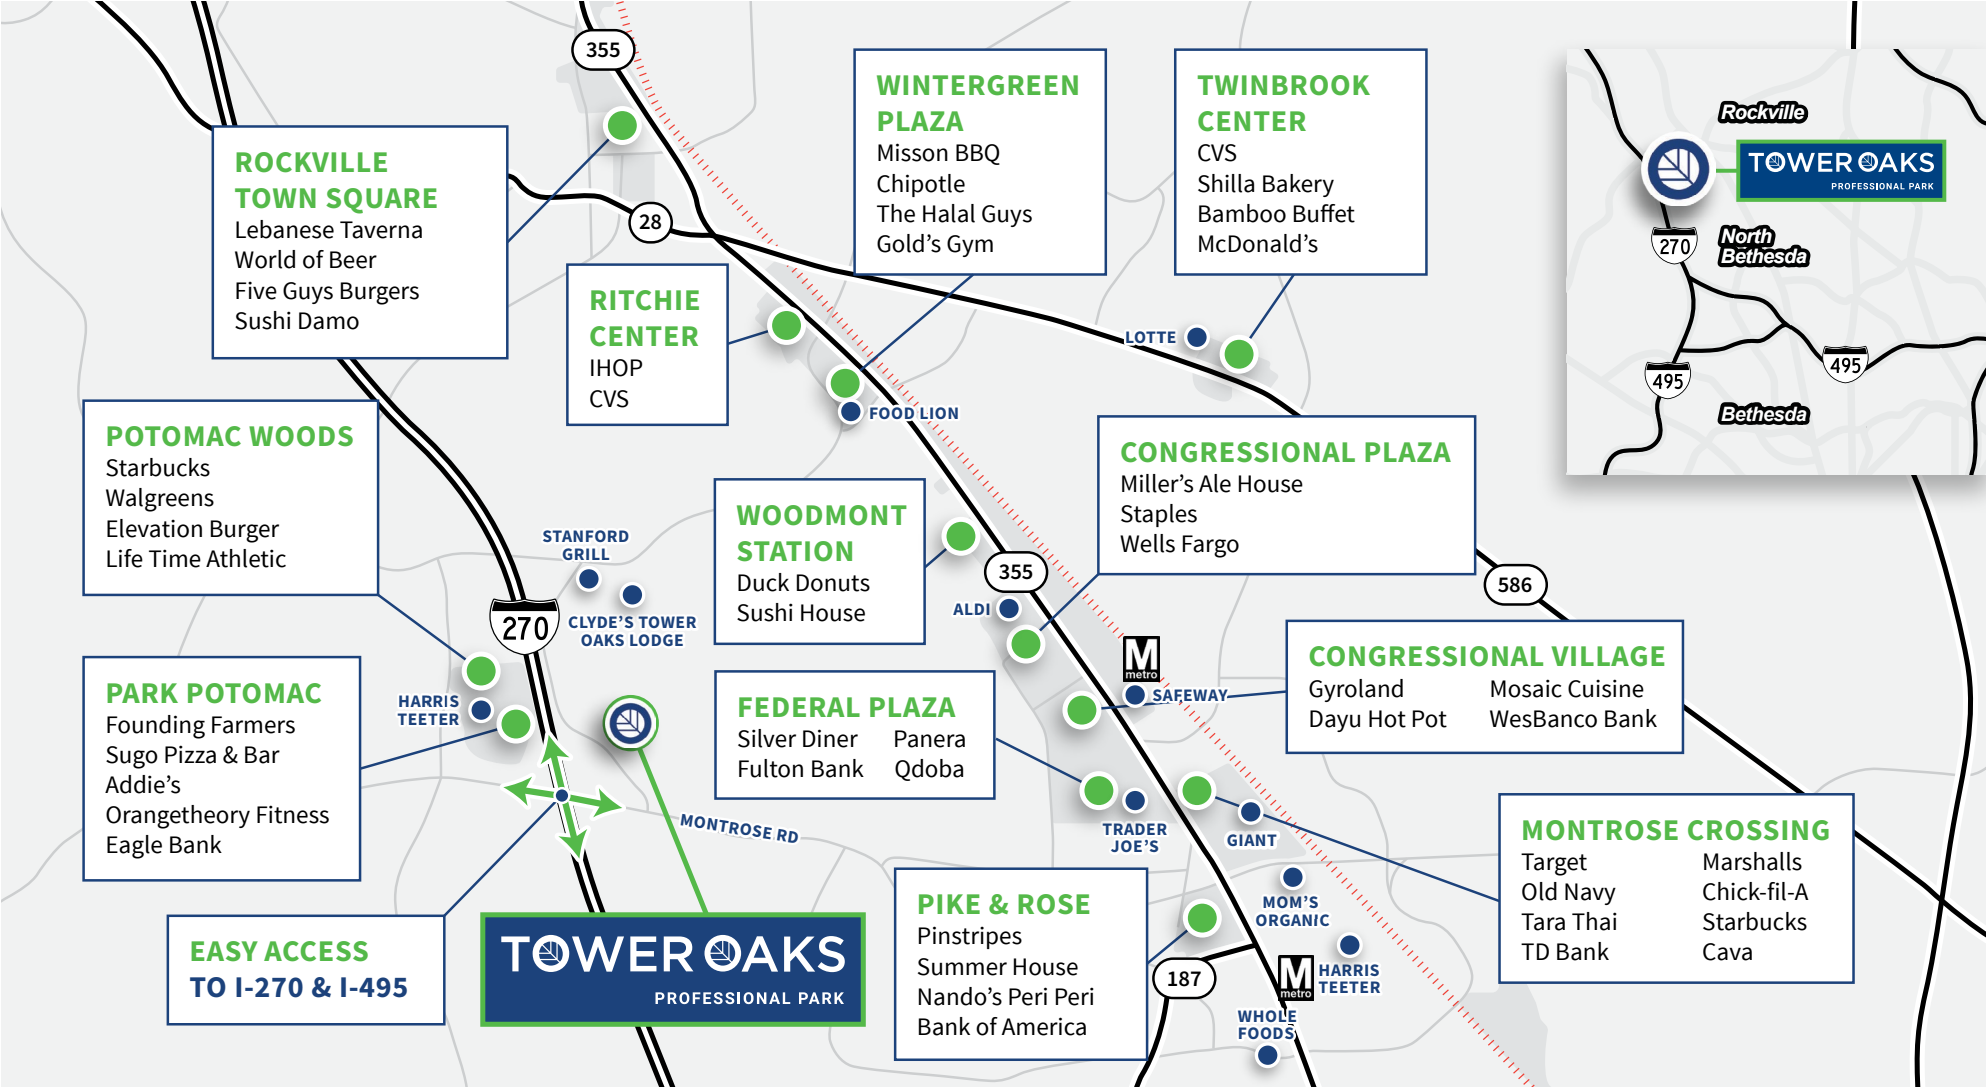 355
WINTERGREEN
PLAZA
Misson BBQ
Chipotle
The Halal Guys
Gold's Gym
TWINBROOK
CENTER
CVS
Shilla Bakery
Bamboo Buffet
McDonald's
Rockville
TOWER OAKS
PROFESSIONAL PARK
270
North
Bethesda
495
495
Bethesda
ROCKVILLE
TOWN SQUARE
Lebanese Taverna
World of Beer
Five Guys Burgers
Sushi Damo
28
RITCHIE
CENTER
IHOP
CVS
LOTTE
FOOD LION
POTOMAC WOODS
Starbucks
Walgreens
Elevation Burger
Life Time Athletic
CONGRESSIONAL PLAZA
Miller's Ale House
Staples
Wells Fargo
WOODMONT
STATION
Duck Donuts
Sushi House
STANFORD
GRILL
CLYDE'S TOWER
OAKS LODGE
270
355
ALDI
586
M
metro
SAFEWAY
CONGRESSIONAL VILLAGE
Gyroland
Mosaic Cuisine
Dayu Hot Pot
WesBanco Bank
PARK POTOMAC
Founding Farmers
Sugo Pizza & Bar
Addie's
Orangetheory Fitness
Eagle Bank
HARRIS
TEETER
FEDERAL PLAZA
Silver Diner
Panera
Fulton Bank
Qdoba
MONTROSE RD
TRADER
JOE'S
GIANT
MONTROSE CROSSING
Target
Marshalls
Old Navy
Chick-fil-A
Tara Thai
Starbucks
TD Bank
Cava
PIKE & ROSE
Pinstripes
Summer House
Nando's Peri Peri
Bank of America
MOM'S
ORGANIC
187
M
metro
HARRIS
TEETER
WHOLE
FOODS
EASY ACCESS
TO I-270 & I-495
TOWER OAKS
PROFESSIONAL PARK